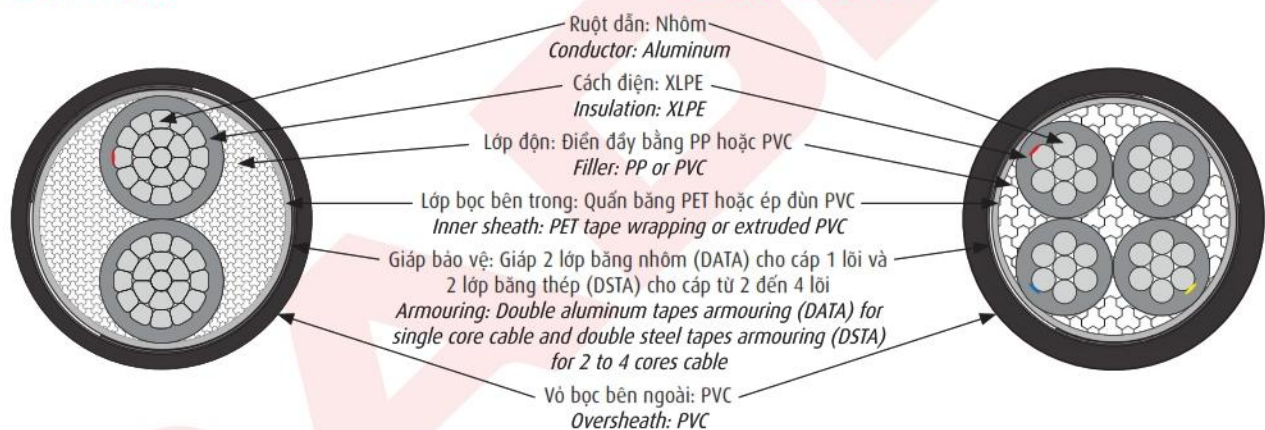 Ruột dẫn: Nhôm
Conductor: Aluminum
Cách điện: XLPE
Insulation: XLPE
Lớp độn: Điền đầy bằng PP hoặc PVC
Filler: PP or PVC
Lớp bọc bên trong: Quấn băng PET hoặc ép đùn PVC
Inner sheath: PET tape wrapping or extruded PVC
Giáp bảo vệ: Giáp 2 lớp băng nhôm (DATA) cho cáp 1 lõi và
2 lớp băng thép (DSTA) cho cáp từ 2 đến 4 lõi
Armouring: Double aluminum tapes armouring (DATA) for
single core cable and double steel tapes armouring (DSTA)
for 2 to 4 cores cable
Vỏ bọc bên ngoài: PVC
Oversheath: PVC